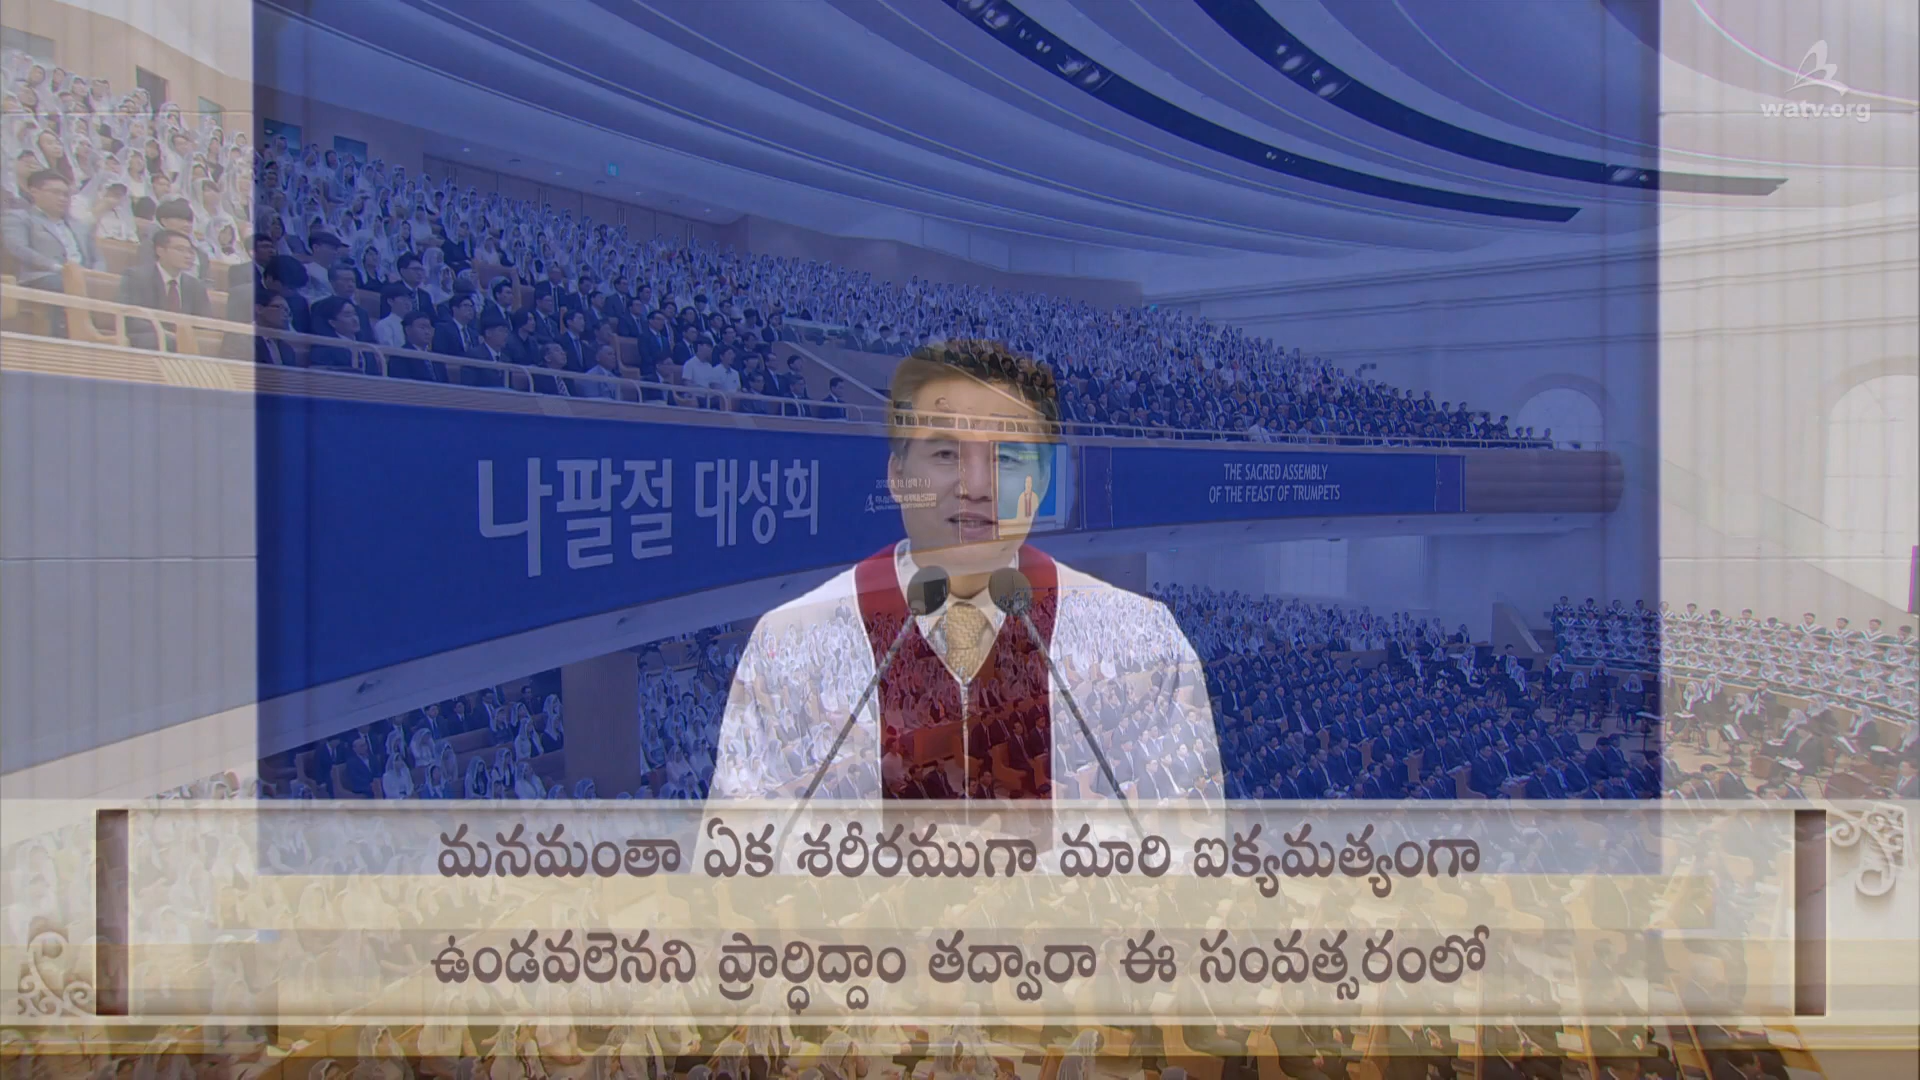 watv.org
나팔절 대성회
THE SACRED ASSEMBLY
OF THE FEAST OF TRUMPETS
మనమంతా ఏక శరీరముగా మారి ఐక్యమత్యంగా
ఉండవలెనని ప్రార్ధిద్దాం తద్వారా ఈ సంవత్సరంలో